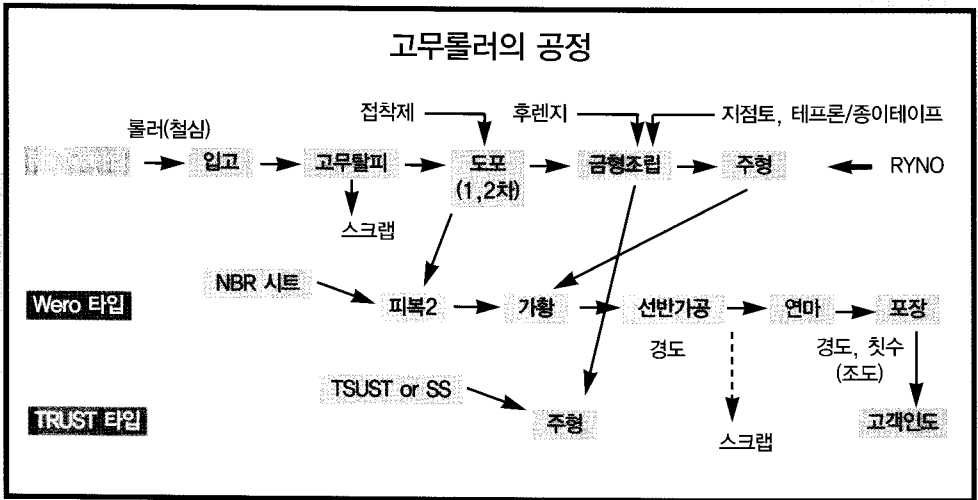 고무롤러의 공정
접착제
후렌지
지점토, 테프론/종이테이프
롤러(철심)
입고
고무탈피
도포
(1,2차)
금형조립
주형
RYNO
스크랩
NBR 시트
Wero 타입
피복2
가황
선반가공
연마
포장
경도
경도, 칫수
(조도)
TSUST or SS
TRUST 타입
주형
스크랩
고객인도